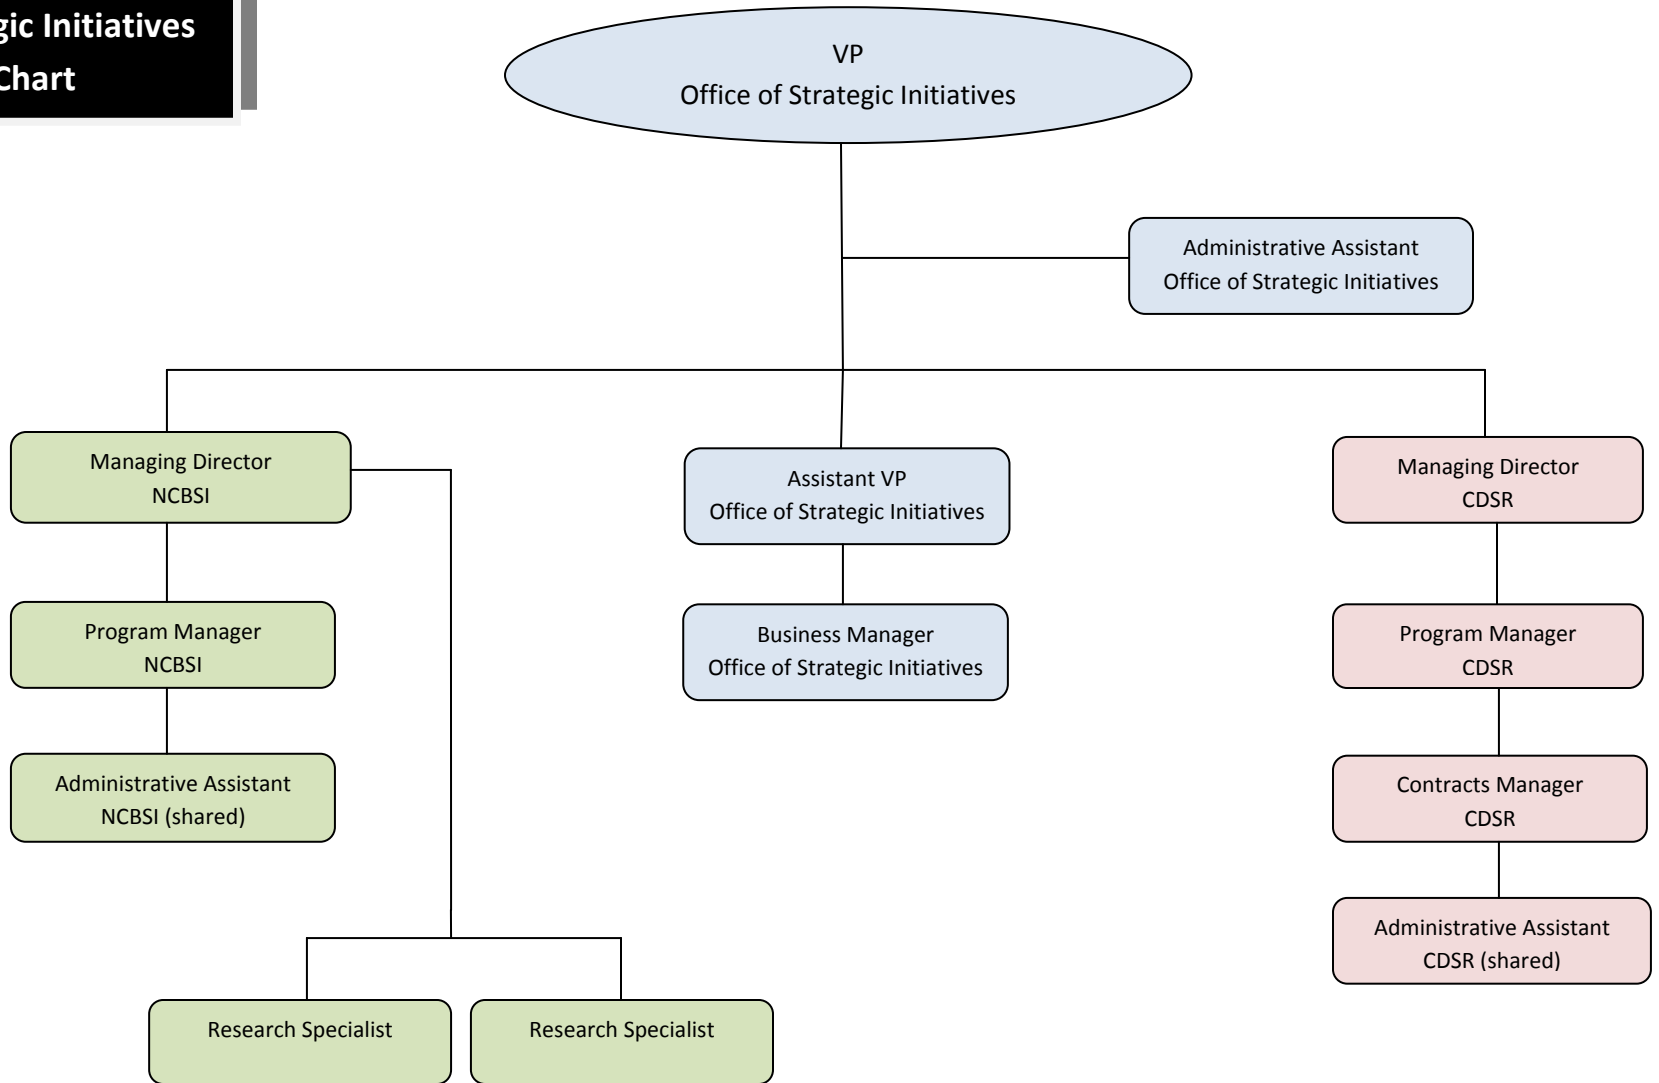 gic Initiatives
Chart
VP
Office of Strategic Initiatives
Administrative Assistant
Office of Strategic Initiatives
Managing Director
NCBSI
Assistant VP
Office of Strategic Initiatives
Managing Director
CDSR
Program Manager
NCBSI
Business Manager
Office of Strategic Initiatives
Program Manager
CDSR
Administrative Assistant
NCBSI (shared)
Contracts Manager
CDSR
Administrative Assistant
CDSR (shared)
Research Specialist
Research Specialist